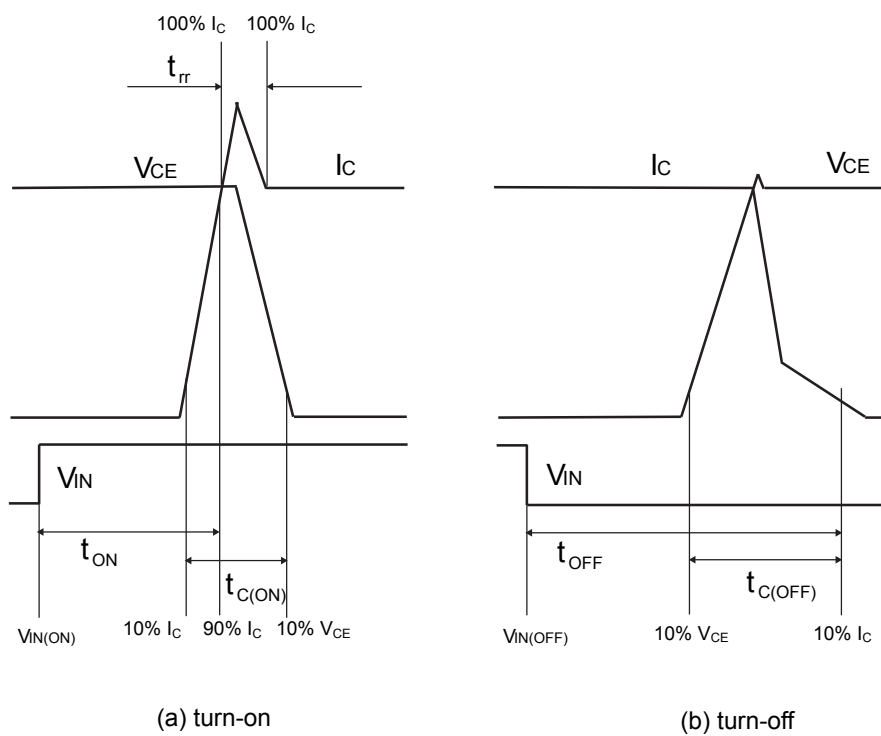 100% IC 100% IC
trr
VCE IC
VIN
tON
tC(ON)
VIN(ON) 10% IC 90% IC 10% VCE
(a) turn-on
IC VCE
VIN
tOFF
tC(OFF)
VIN(OFF) 10% VCE 10% IC
(b) turn-off